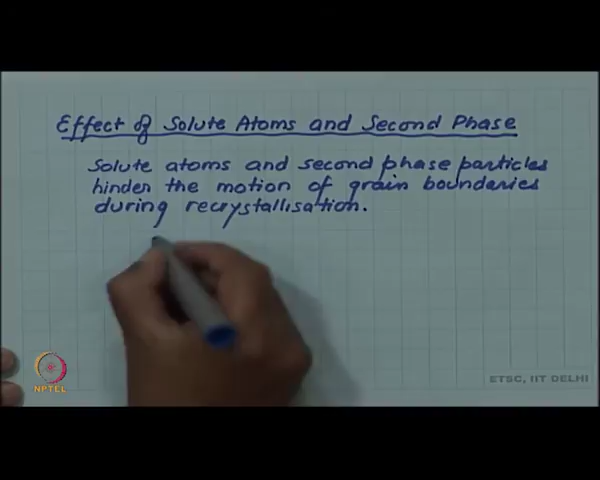 Effect of Solute Atoms and Second Phase
Solute atoms and second phase particles
hinder the motion of grain boundaries
during recrystallisation.
NPTEL
ETSC, IIT DELHI